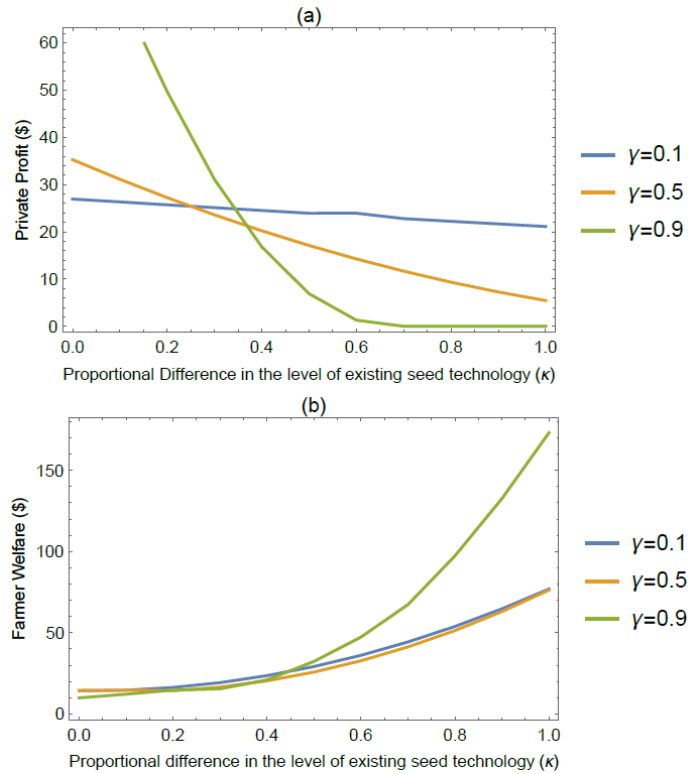 (a)
Private Profit ($)
60
50
40
30
20
10
0
0.0 0.2 0.4 0.6 0.8 1.0
Proportional Difference in the level of existing seed technology (κ)
γ=0.1
γ=0.5
γ=0.9
(b)
Farmer Welfare ($)
150
100
50
0
0.0 0.2 0.4 0.6 0.8 1.0
Proportional difference in the level of existing seed technology (κ)
γ=0.1
γ=0.5
γ=0.9